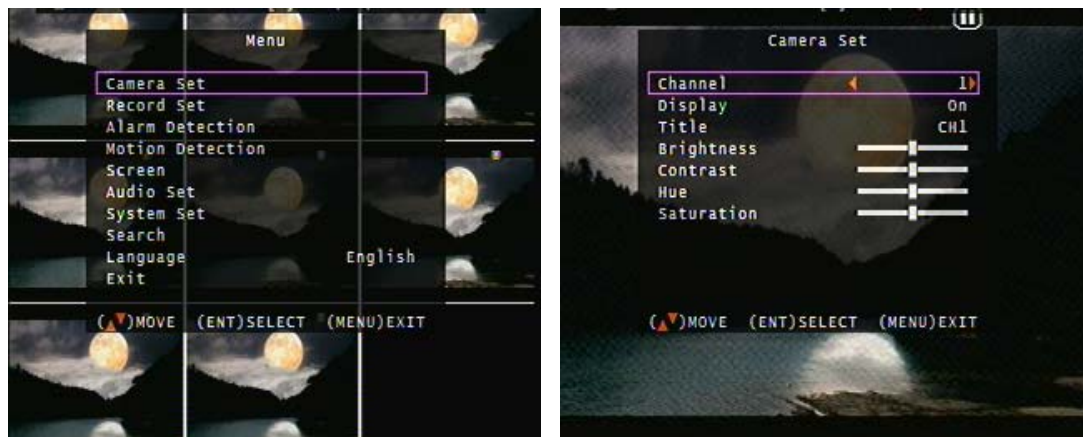 Menu
Camera Set
Record Set
Alarm Detection
Motion Detection
Screen
Audio Set
System Set
Search
Language English
Exit
(▲▼)MOVE (ENT)SELECT (MENU)EXIT
Camera Set
Channel 1
Display On
Title CH1
Brightness
Contrast
Hue
Saturation
(▲▼)MOVE (ENT)SELECT (MENU)EXIT